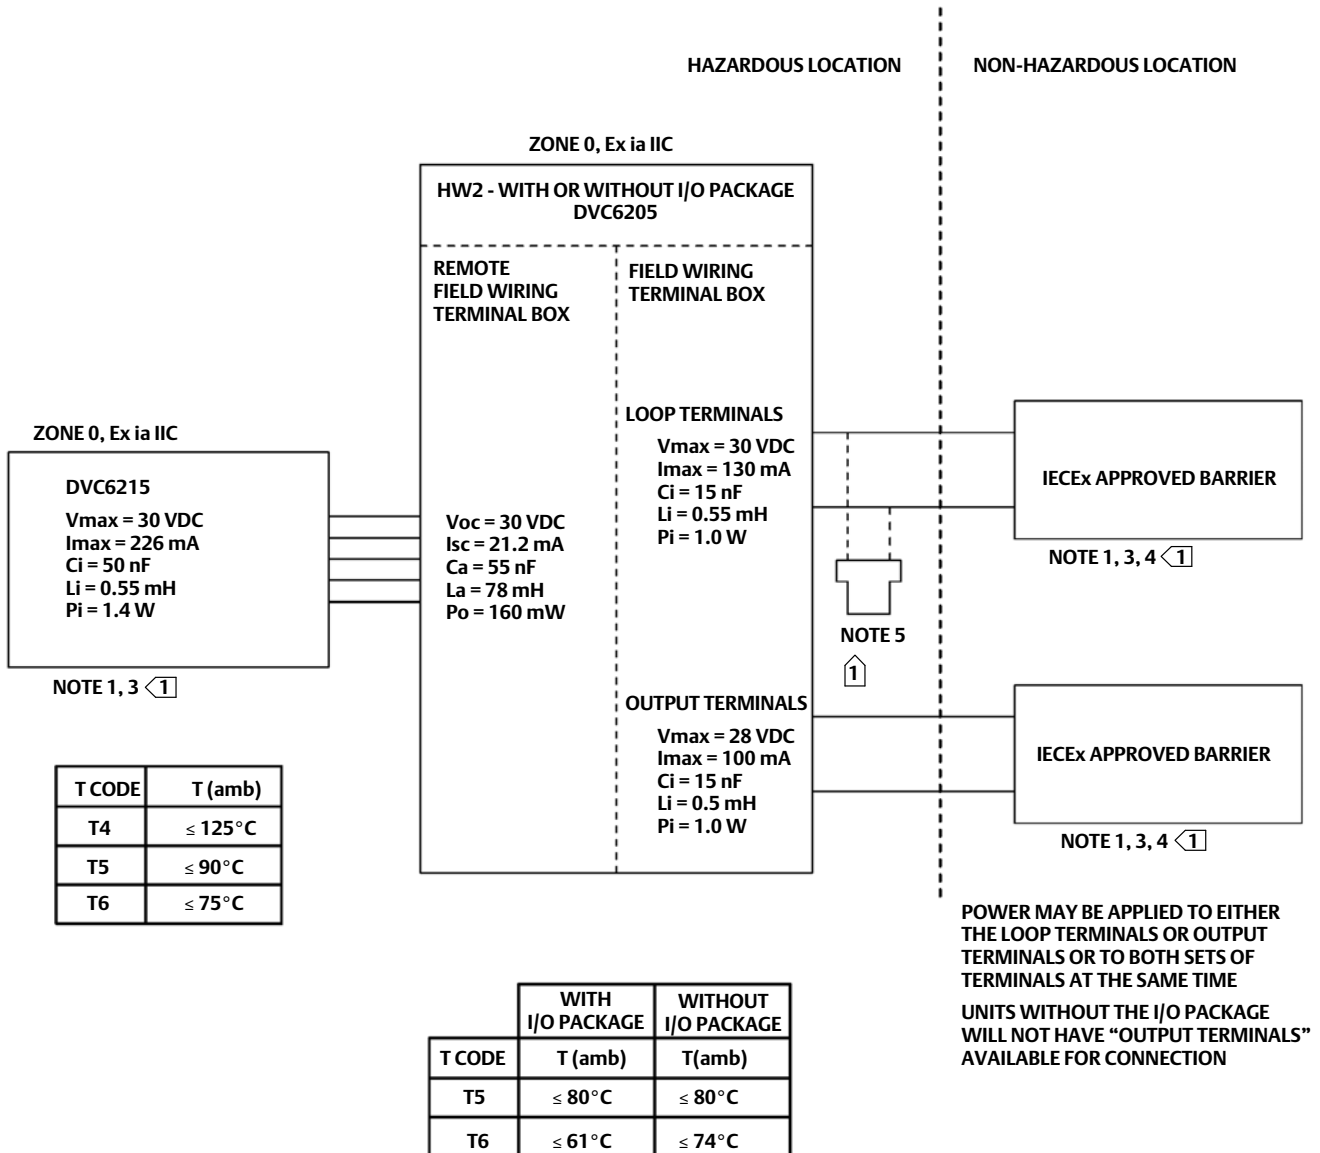 HAZARDOUS LOCATION
NON-HAZARDOUS LOCATION
ZONE 0, Ex ia IIC
HW2 - WITH OR WITHOUT I/O PACKAGE
DVC6205
REMOTE
FIELD WIRING
TERMINAL BOX
FIELD WIRING
TERMINAL BOX
ZONE 0, Ex ia IIC
DVC6215
Vmax = 30 VDC
Imax = 226 mA
Ci = 50 nF
Li = 0.55 mH
Pi = 1.4 W
NOTE 1, 3 1
Voc = 30 VDC
Isc = 21.2 mA
Ca = 55 nF
La = 78 mH
Po = 160 mW
LOOP TERMINALS
Vmax = 30 VDC
Imax = 130 mA
Ci = 15 nF
Li = 0.55 mH
Pi = 1.0 W
IECEx APPROVED BARRIER
NOTE 1, 3, 4 1
NOTE 5
1
OUTPUT TERMINALS
Vmax = 28 VDC
Imax = 100 mA
Ci = 15 nF
Li = 0.5 mH
Pi = 1.0 W
IECEx APPROVED BARRIER
NOTE 1, 3, 4 1
T CODE T (amb)
T4 ≤ 125°C
T5 ≤ 90°C
T6 ≤ 75°C
POWER MAY BE APPLIED TO EITHER
THE LOOP TERMINALS OR OUTPUT
TERMINALS OR TO BOTH SETS OF
TERMINALS AT THE SAME TIME
UNITS WITHOUT THE I/O PACKAGE
WILL NOT HAVE “OUTPUT TERMINALS”
AVAILABLE FOR CONNECTION
WITH
I/O PACKAGE
WITHOUT
I/O PACKAGE
T CODE T (amb) T(amb)
T5 ≤ 80°C ≤ 80°C
T6 ≤ 61°C ≤ 74°C